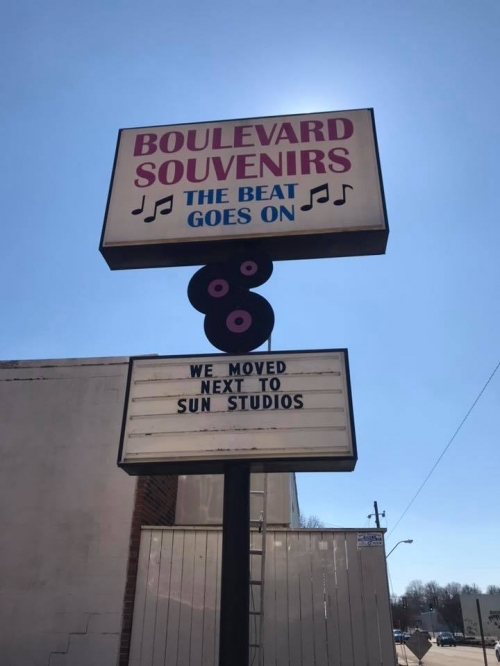 BOULEVARD
SOUVENIRS
THE BEAT
GOES ON
WE MOVED
NEXT TO
SUN STUDIOS